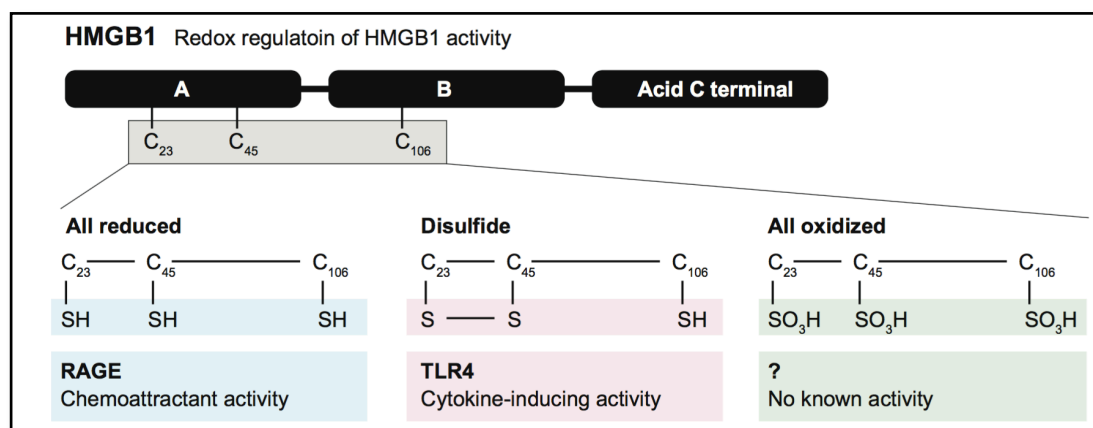 HMGB1 Redox regulatoin of HMGB1 activity
A B Acid C terminal
C23 C45 C106
All reduced Disfulfide All oxidized
C23 C45 C106 C23 C45 C106 C23 C45 C106
SH SH SH S S SH SO3H SO3H SO3H
RAGE TLR4 ?
Chemoattractant activity Cytokine-inducing activity No known activity